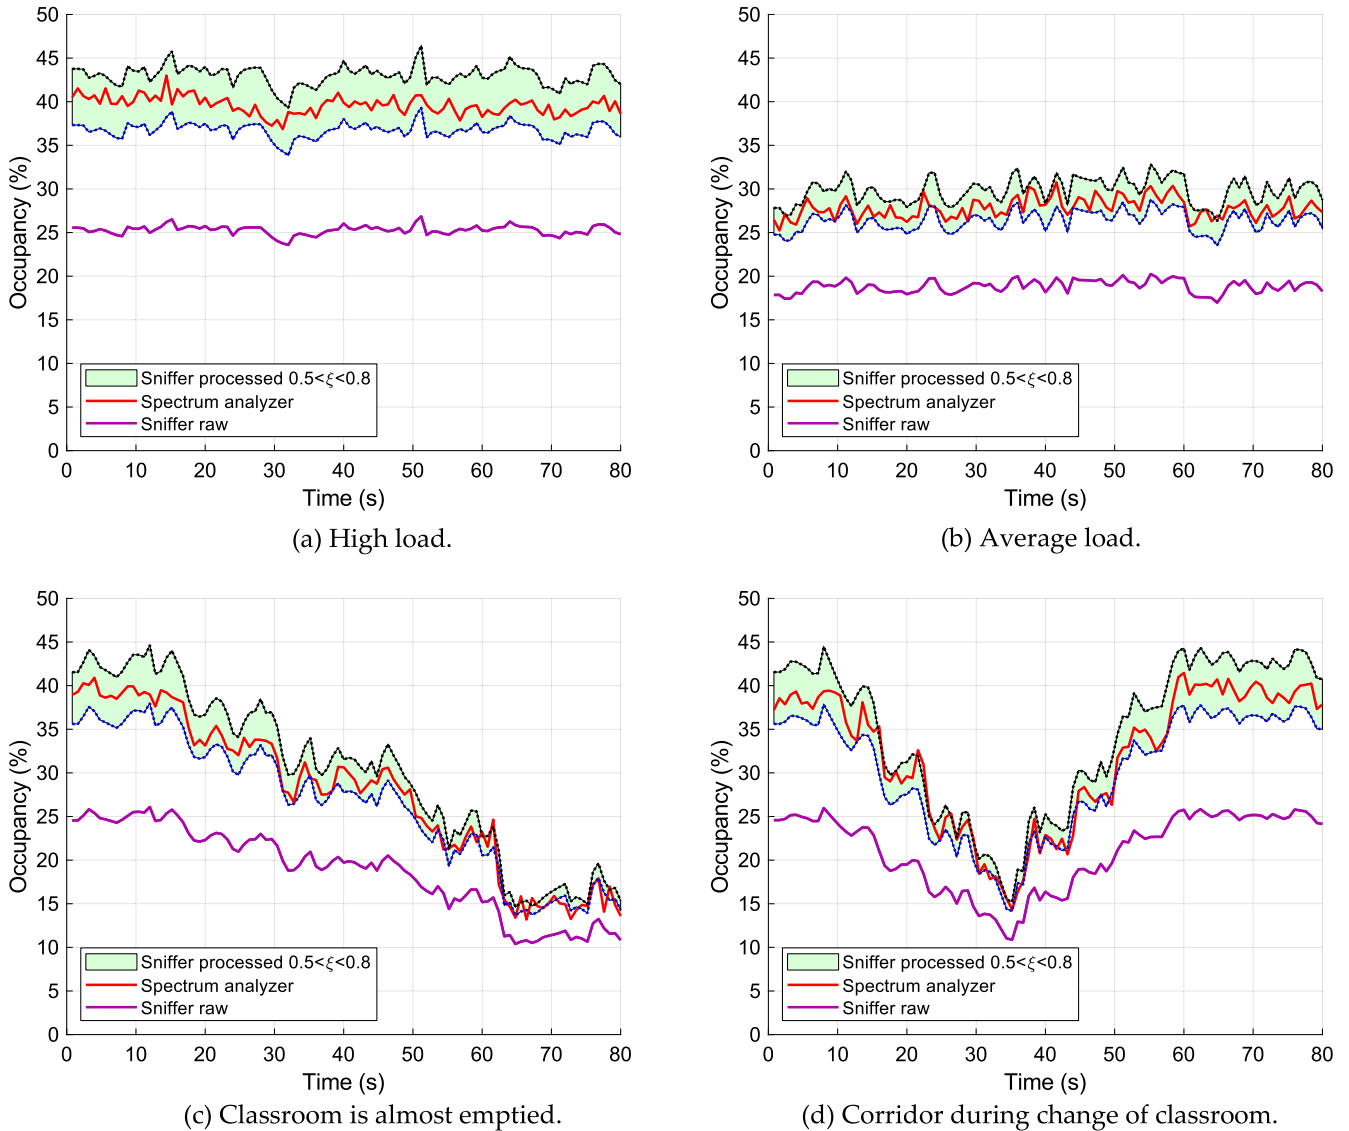 50
45
40
35
30
25
20
15
10
5
0
Occupancy (%)
Sniffer processed 0.5<ξ<0.8
Spectrum analyzer
Sniffer raw
0 10 20 30 40 50 60 70 80
Time (s)
(a) High load.
50
45
40
35
30
25
20
15
10
5
0
Occupancy (%)
Sniffer processed 0.5<ξ<0.8
Spectrum analyzer
Sniffer raw
0 10 20 30 40 50 60 70 80
Time (s)
(b) Average load.
50
45
40
35
30
25
20
15
10
5
0
Occupancy (%)
Sniffer processed 0.5<ξ<0.8
Spectrum analyzer
Sniffer raw
0 10 20 30 40 50 60 70 80
Time (s)
(c) Classroom is almost emptied.
50
45
40
35
30
25
20
15
10
5
0
Occupancy (%)
Sniffer processed 0.5<ξ<0.8
Spectrum analyzer
Sniffer raw
0 10 20 30 40 50 60 70 80
Time (s)
(d) Corridor during change of classroom.